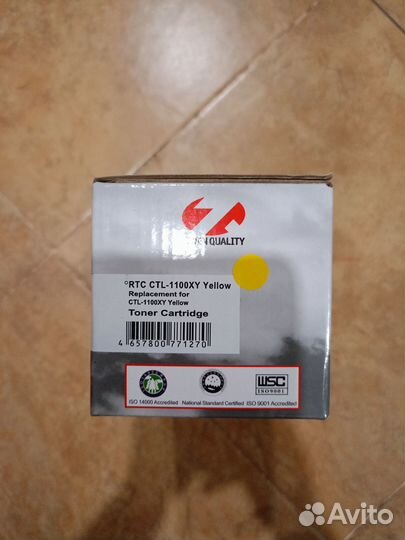 QUALITY
°RTC CTL-1100XY Yellow
Replacement for
CTL-1100XY Yellow
Toner Cartridge
4 657800 771270
WSC
ISO9001
ISO 14000 Accredited National Standard Certified ISO 9001 Accredited
Avito